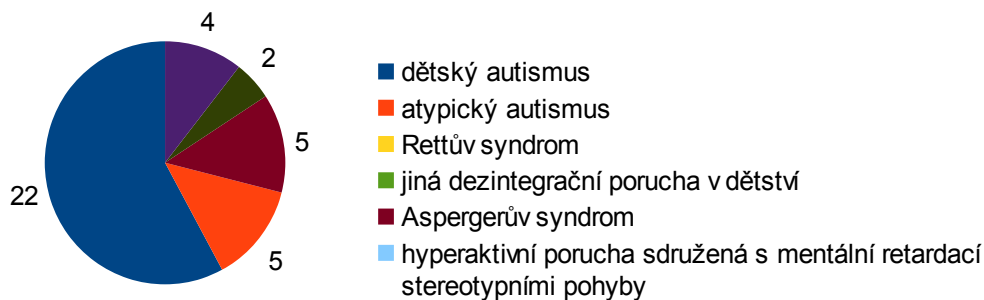 4
2
5
22
5
dětský autismus
atypický autismus
Rettův syndrom
jiná dezintegrační porucha v dětství
Aspergerův syndrom
hyperaktivní porucha sdružená s mentální retardací
stereotypními pohyby